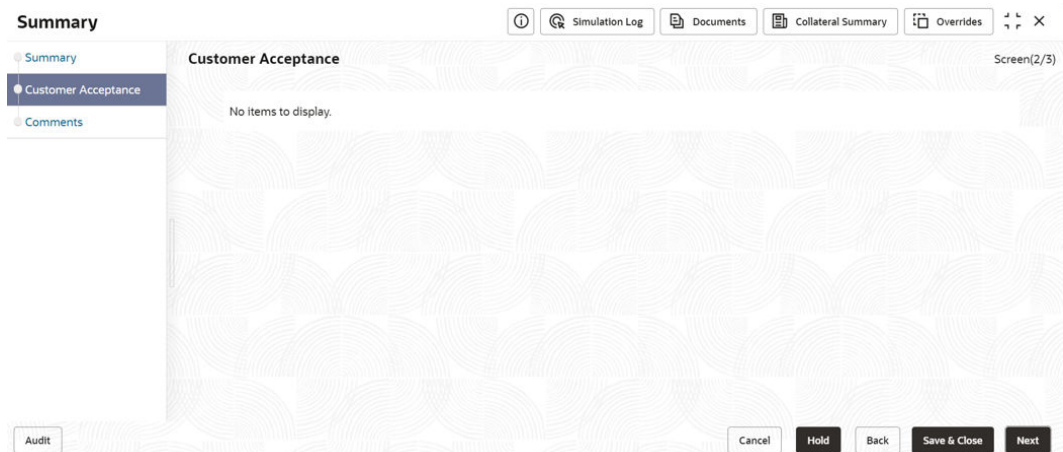 Summary
Simulation Log
Documents
Collateral Summary
Overrides
Summary
Customer Acceptance
Screen(2/3)
Customer Acceptance
Comments
No items to display.
Audit
Cancel
Hold
Back
Save & Close
Next